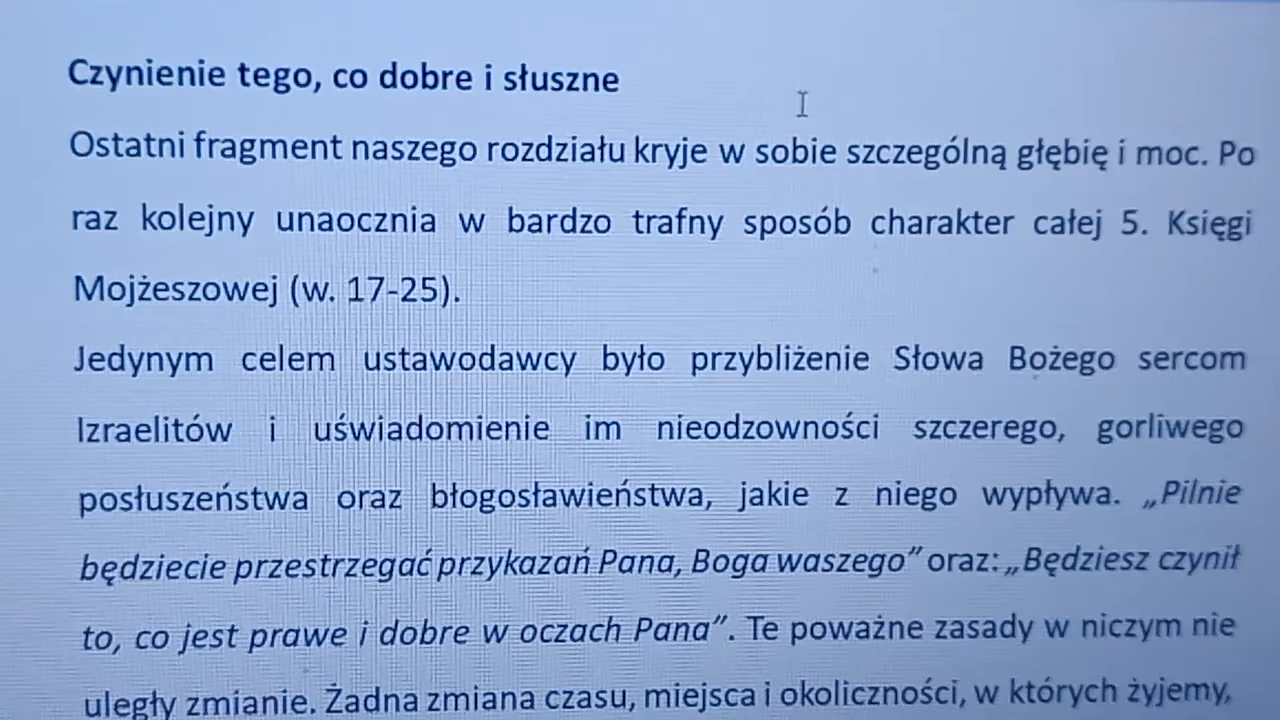 Czynienie tego, co dobre i słuszne
Ostatni fragment naszego rozdziału kryje w sobie szczególną głębię i moc. Po
raz kolejny unaocznia w bardzo trafny sposób charakter całej 5. Księgi
Mojżeszowej (w. 17-25).
Jedynym celem ustawodawcy było przybliżenie Słowa Bożego sercom
Izraelitów i uświadomienie im nieodzowności szczerego, gorliwego
posłuszeństwa oraz błogosławieństwa, jakie z niego wypływa. „Pilnie
będziecie przestrzegać przykazań Pana, Boga waszego” oraz: „Będziesz czynił
to, co jest prawe i dobre w oczach Pana”. Te poważne zasady w niczym nie
uległy zmianie. Żadna zmiana czasu, miejsca i okoliczności, w których żyjemy,